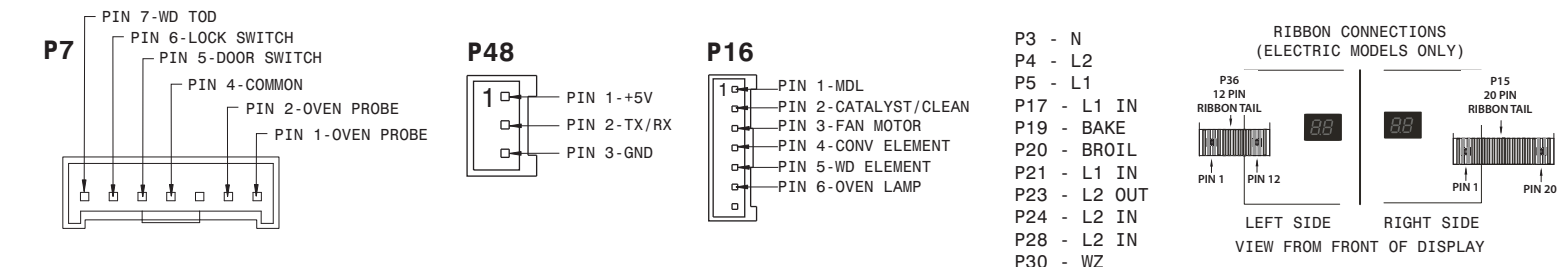 P7
PIN 7-WD TOD
PIN 6-LOCK SWITCH
PIN 5-DOOR SWITCH
PIN 4-COMMON
PIN 2-OVEN PROBE
PIN 1-OVEN PROBE
P48
1
PIN 1-+5V
PIN 2-TX/RX
PIN 3-GND
P16
1
PIN 1-MDL
PIN 2-CATALYST/CLEAN
PIN 3-FAN MOTOR
PIN 4-CONV ELEMENT
PIN 5-WD ELEMENT
PIN 6-OVEN LAMP
P3 - N
P4 - L2
P5 - L1
P17 - L1 IN
P19 - BAKE
P20 - BROIL
P21 - L1 IN
P23 - L2 OUT
P24 - L2 IN
P28 - L2 IN
P30 - WZ
RIBBON CONNECTIONS
(ELECTRIC MODELS ONLY)
P36
12 PIN
RIBBON TAIL
88
PIN 1
PIN 12
LEFT SIDE
P15
20 PIN
RIBBON TAIL
88
PIN 1
PIN 20
RIGHT SIDE
VIEW FROM FRONT OF DISPLAY